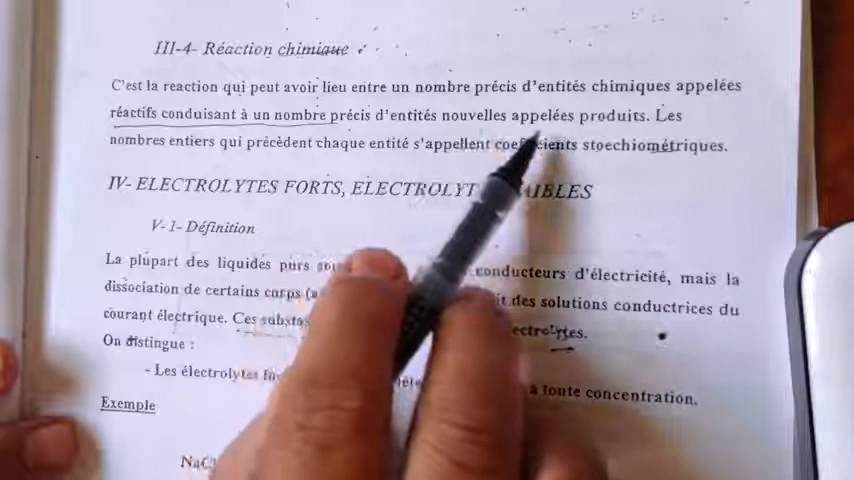 III-4- Réaction chimique
C'est la reaction qui peut avoir lieu entre un nombre précis d'entités chimiques appelées
réactifs conduisant à un nombre précis d'entités nouvelles appelées produits. Les
nombres entiers qui précèdent chaque entité s'appellent stoechiométriques.
IV- ELECTROLYTES FORTS,
V- 1- Définition
La plupart des liquides purs conducteurs d'électricité, mais la
dissociation de certains corps des solutions conductrices du
courant électrique. Ces
On distingue :
- Les électrolytes à toute concentration.
Exemple